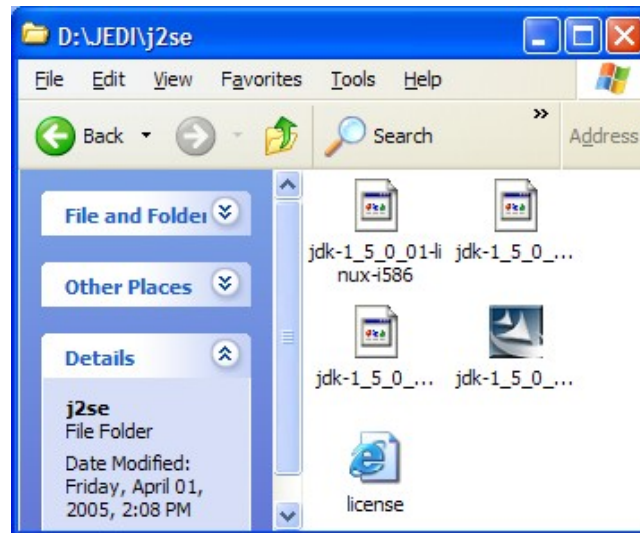 D:\JEDI\j2se
File Edit View Favorites Tools Help
Back Search » Address
File and Folder
Other Places
Details
j2se
File Folder
Date Modified:
Friday, April 01,
2005, 2:08 PM
jdk-1_5_0_01-li
nux-i586
jdk-1_5_0_...
jdk-1_5_0_...
jdk-1_5_0_...
license